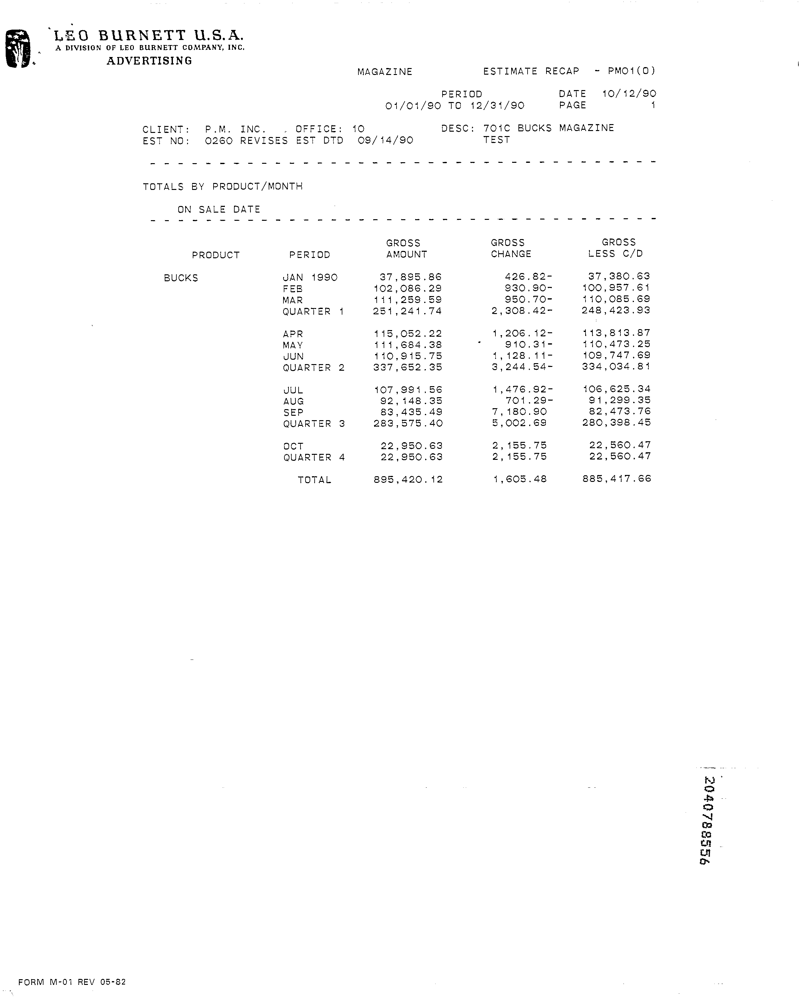 LEO BURNETT U.S.A.
A DIVISION OF LEO BURNETT COMPANY, INC.
ADVERTISING
MAGAZINE ESTIMATE RECAP - PM01(0)
PERIOD DATE 10/12/90
01/01/90 TO 12/31/90 PAGE 1
CLIENT: P.M. INC. . OFFICE: 10 DESC: 701C BUCKS MAGAZINE
EST NO: 0260 REVISES EST DTD 09/14/90 TEST
TOTALS BY PRODUCT/MONTH
ON SALE DATE
GROSS GROSS GROSS
PRODUCT PERIOD AMOUNT CHANGE LESS C/D
BUCKS JAN 1990 37,895.86 426.82- 37,380.63
FEB 102,086.29 930.90- 100,957.61
MAR 111,259.59 950.70- 110,085.69
QUARTER 1 251,241.74 2,308.42- 248,423.93
APR 115,052.22 1,206.12- 113,813.87
MAY 111,684.38 910.31- 110,473.25
JUN 110,915.75 1,128.11- 109,747.69
QUARTER 2 337,652.35 3,244.54- 334,034.81
JUL 107,991.56 1,476.92- 106,625.34
AUG 92,148.35 701.29- 91,299.35
SEP 83,435.49 7,180.90 82,473.76
QUARTER 3 283,575.40 5,002.69 280,398.45
OCT 22,950.63 2,155.75 22,560.47
QUARTER 4 22,950.63 2,155.75 22,560.47
TOTAL 895,420.12 1,605.48 885,417.66
2040788556
FORM M-01 REV 05-82